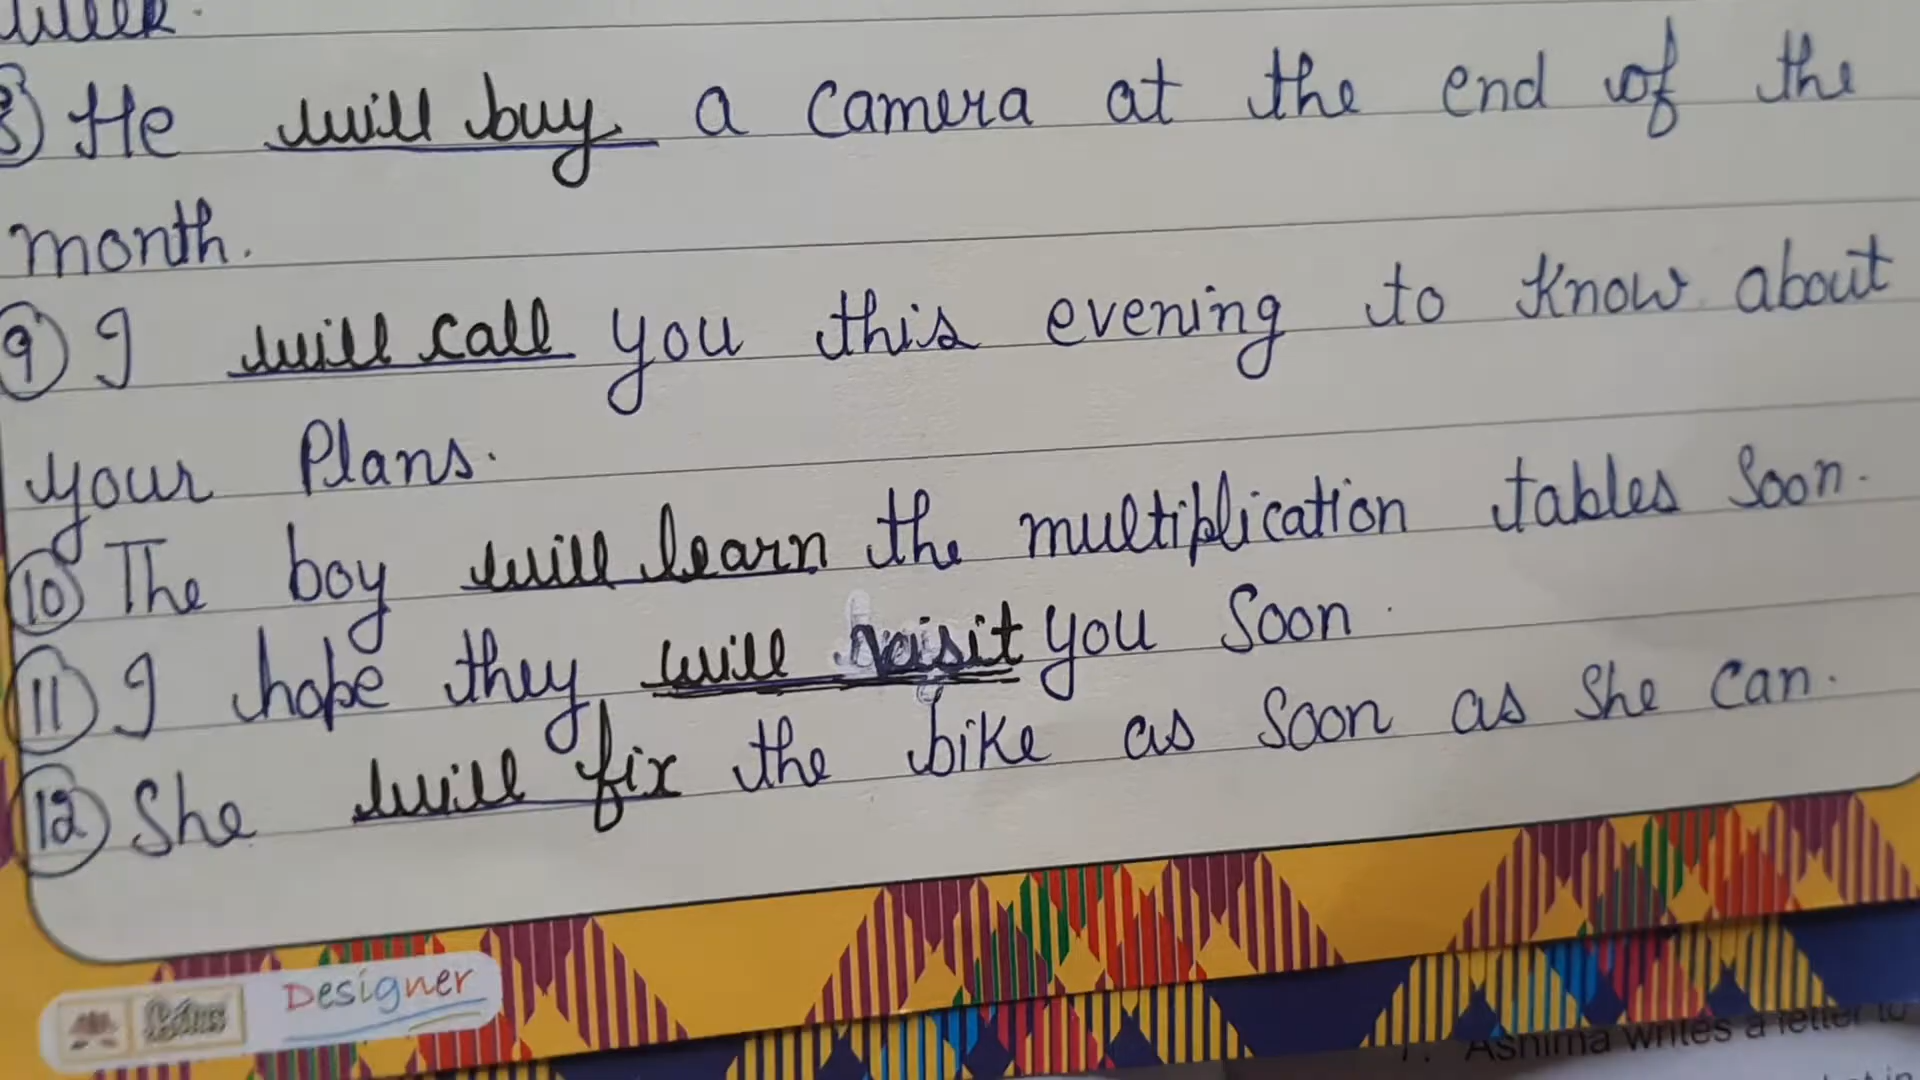 week.
8) He will buy a camera at the end of the
month.
9) I will call you this evening to know about
your Plans.
10) The boy will learn the multiplication tables Soon.
11) I hope they will visit you Soon.
12) She will fix the bike as Soon as She Can.
Designer
Ashima writes a letter to